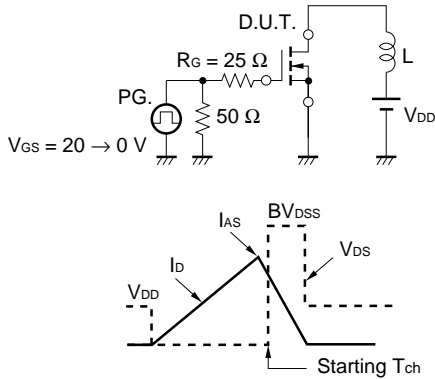 D.U.T.
RG = 25 Ω
L
PG.
50 Ω
VDD
VGS = 20 → 0 V
BVDSS
IAS
ID
VDS
VDD
Starting Tch